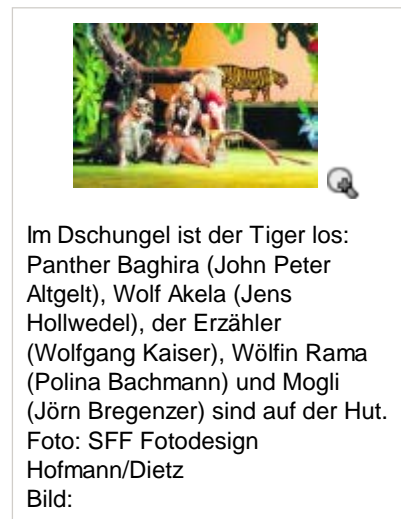 Im Dschungel ist der Tiger los:
Panther Baghira (John Peter
Altgelt), Wolf Akela (Jens
Hollwedel), der Erzähler
(Wolfgang Kaiser), Wölfin Rama
(Polina Bachmann) und Mogli
(Jörn Bregenzer) sind auf der Hut.
Foto: SFF Fotodesign
Hofmann/Dietz
Bild: